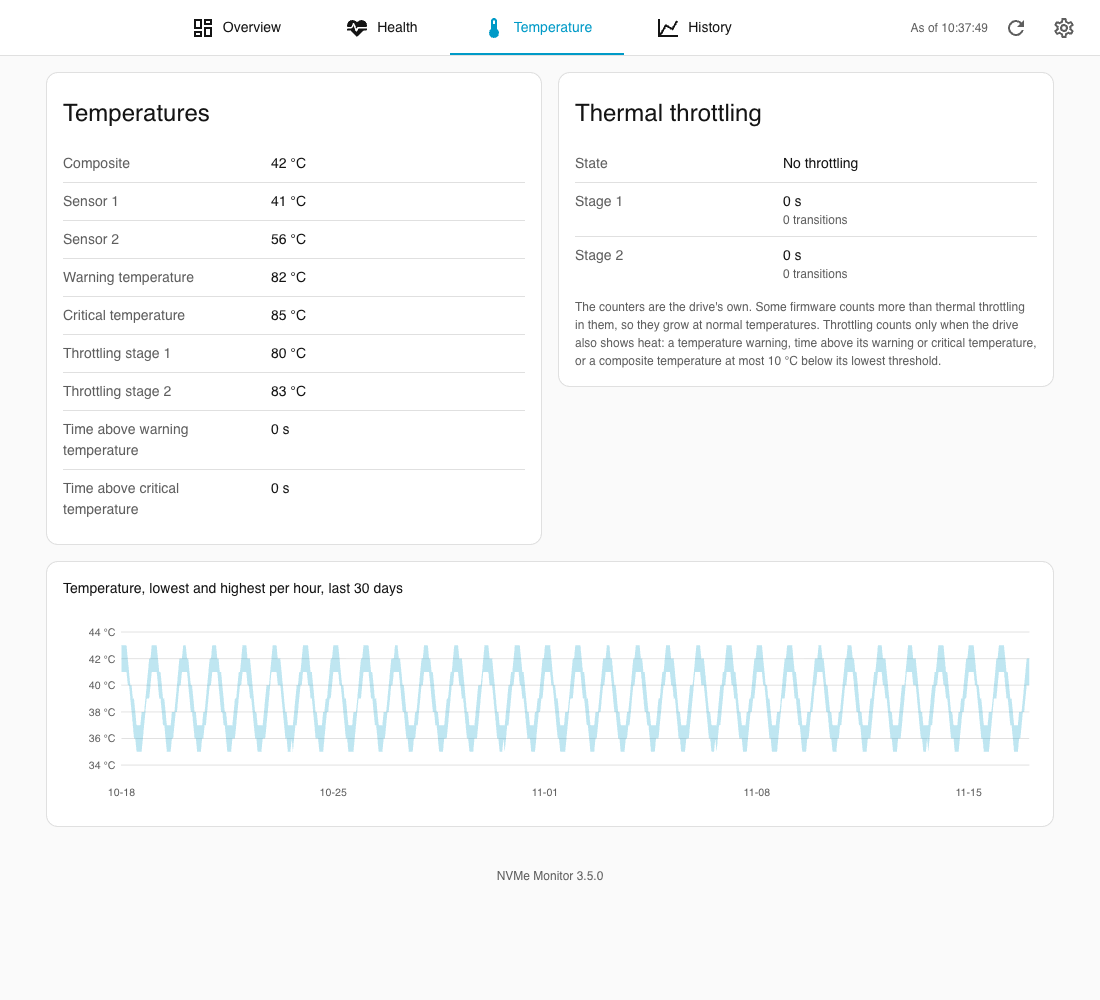 Overview
Health
Temperature
History
As of 10:37:49
Temperatures
Composite 42 °C
Sensor 1 41 °C
Sensor 2 56 °C
Warning temperature 82 °C
Critical temperature 85 °C
Throttling stage 1 80 °C
Throttling stage 2 83 °C
Time above warning 0 s
temperature
Time above critical 0 s
temperature
Thermal throttling
State No throttling
Stage 1 0 s
0 transitions
Stage 2 0 s
0 transitions
The counters are the drive's own. Some firmware counts more than thermal throttling
in them, so they grow at normal temperatures. Throttling counts only when the drive
also shows heat: a temperature warning, time above its warning or critical temperature,
or a composite temperature at most 10 °C below its lowest threshold.
Temperature, lowest and highest per hour, last 30 days
44 °C
42 °C
40 °C
38 °C
36 °C
34 °C
10-18 10-25 11-01 11-08 11-15
NVMe Monitor 3.5.0